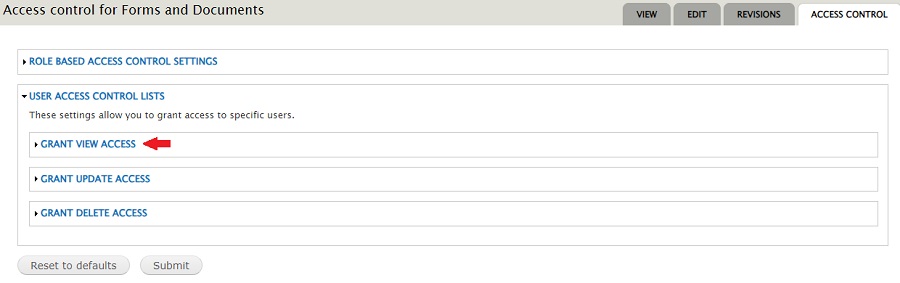 Access control for Forms and Documents
VIEW
EDIT
REVISIONS
ACCESS CONTROL
ROLE BASED ACCESS CONTROL SETTINGS
USER ACCESS CONTROL LISTS
These settings allow you to grant access to specific users.
GRANT VIEW ACCESS
GRANT UPDATE ACCESS
GRANT DELETE ACCESS
Reset to defaults
Submit